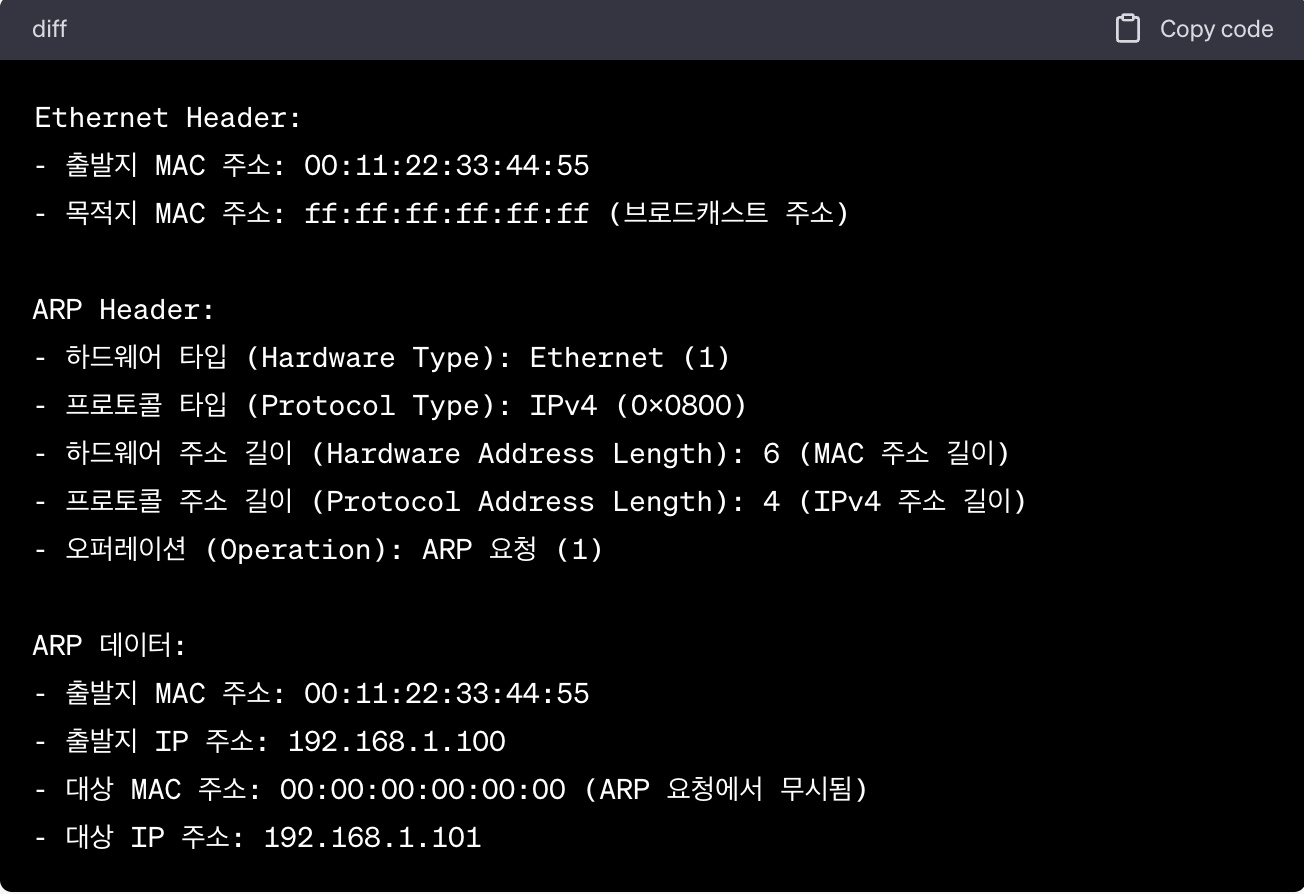 diff
Copy code
Ethernet Header:
- 출발지 MAC 주소: 00:11:22:33:44:55
- 목적지 MAC 주소: ff:ff:ff:ff:ff:ff (브로드캐스트 주소)
ARP Header:
- 하드웨어 타입 (Hardware Type): Ethernet (1)
- 프로토콜 타입 (Protocol Type): IPv4 (0x0800)
- 하드웨어 주소 길이 (Hardware Address Length): 6 (MAC 주소 길이)
- 프로토콜 주소 길이 (Protocol Address Length): 4 (IPv4 주소 길이)
- 오퍼레이션 (Operation): ARP 요청 (1)
ARP 데이터:
- 출발지 MAC 주소: 00:11:22:33:44:55
- 출발지 IP 주소: 192.168.1.100
- 대상 MAC 주소: 00:00:00:00:00:00 (ARP 요청에서 무시됨)
- 대상 IP 주소: 192.168.1.101